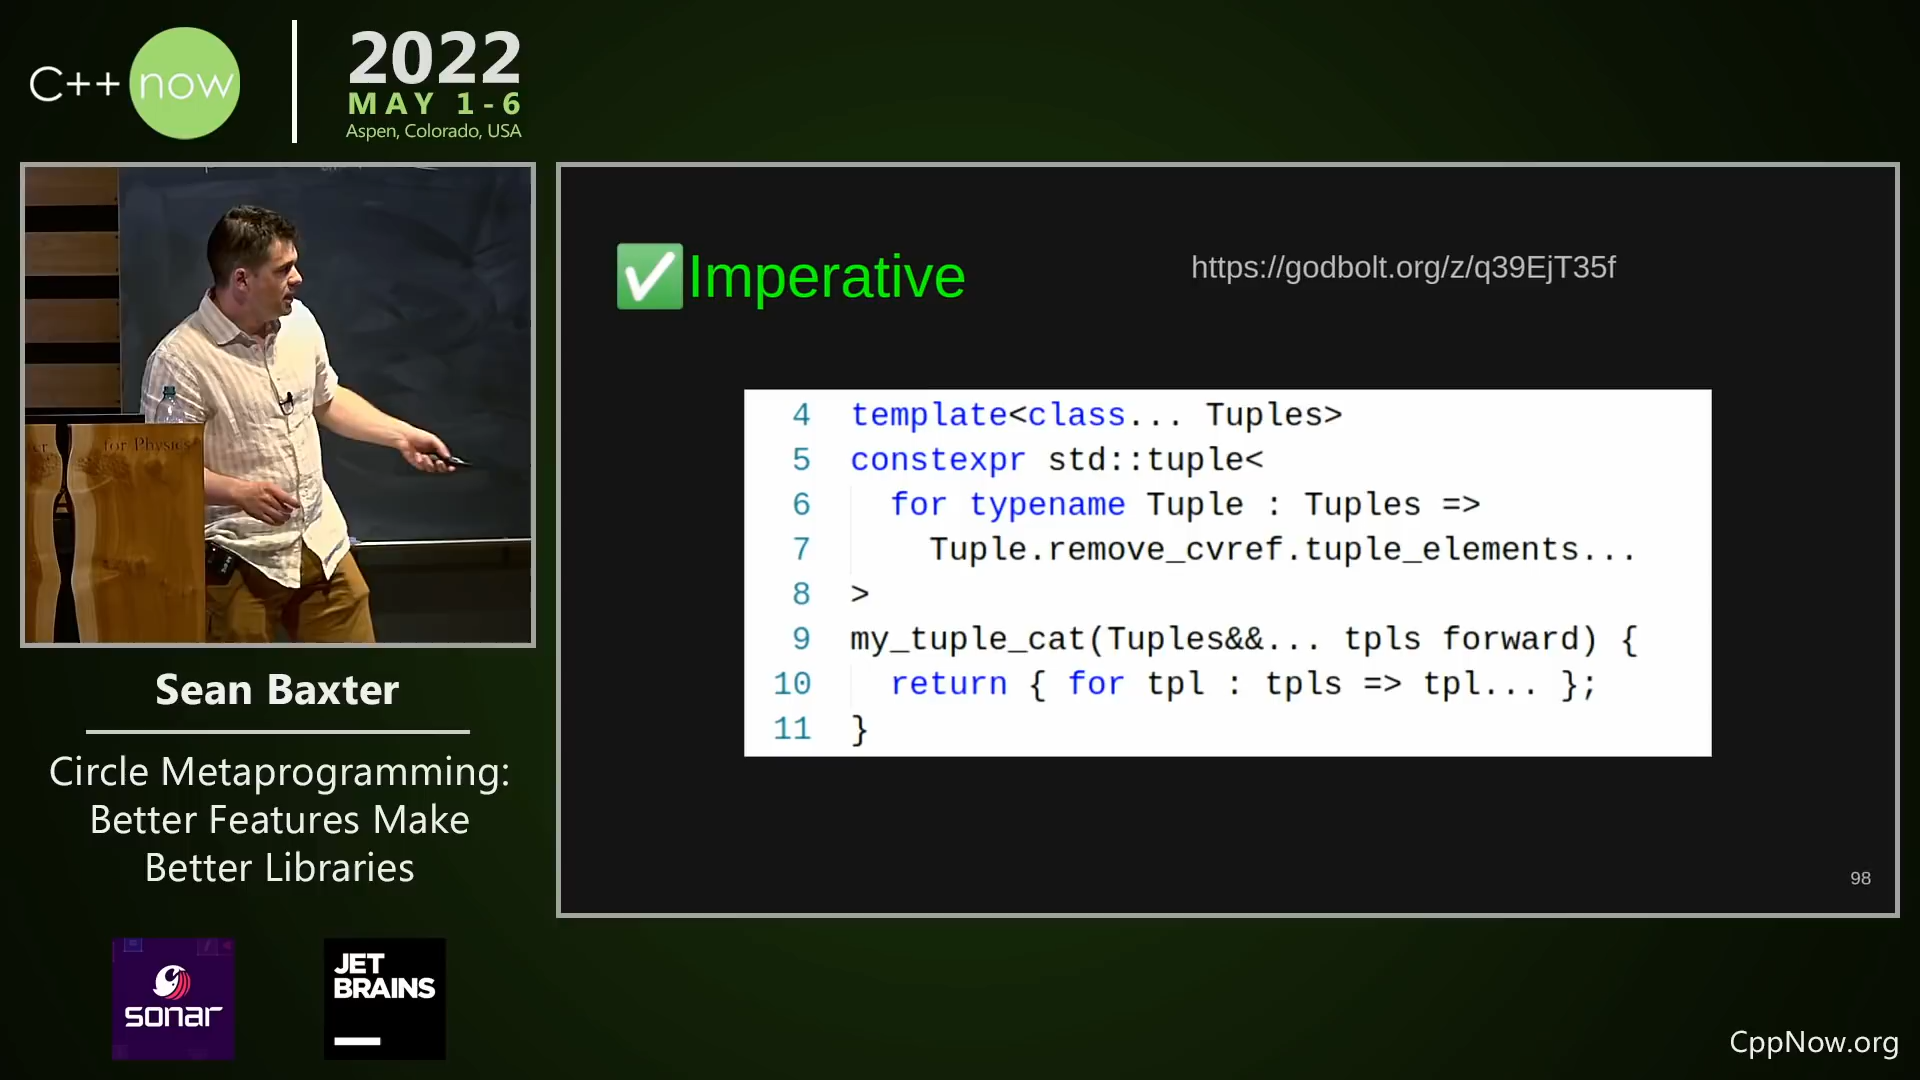 C++ now
2022
MAY 1-6
Aspen, Colorado, USA
for Physics
Sean Baxter
Circle Metaprogramming:
Better Features Make
Better Libraries
sonar
JET
BRAINS
✅Imperative
https://godbolt.org/z/q39EjT35f
4 template<class... Tuples>
5 constexpr std::tuple<
6 for typename Tuple : Tuples =>
7 Tuple.remove_cvref.tuple_elements...
8 >
9 my_tuple_cat(Tuples&&... tpls forward) {
10 return { for tpl : tpls => tpl... };
11 }
98
CppNow.org